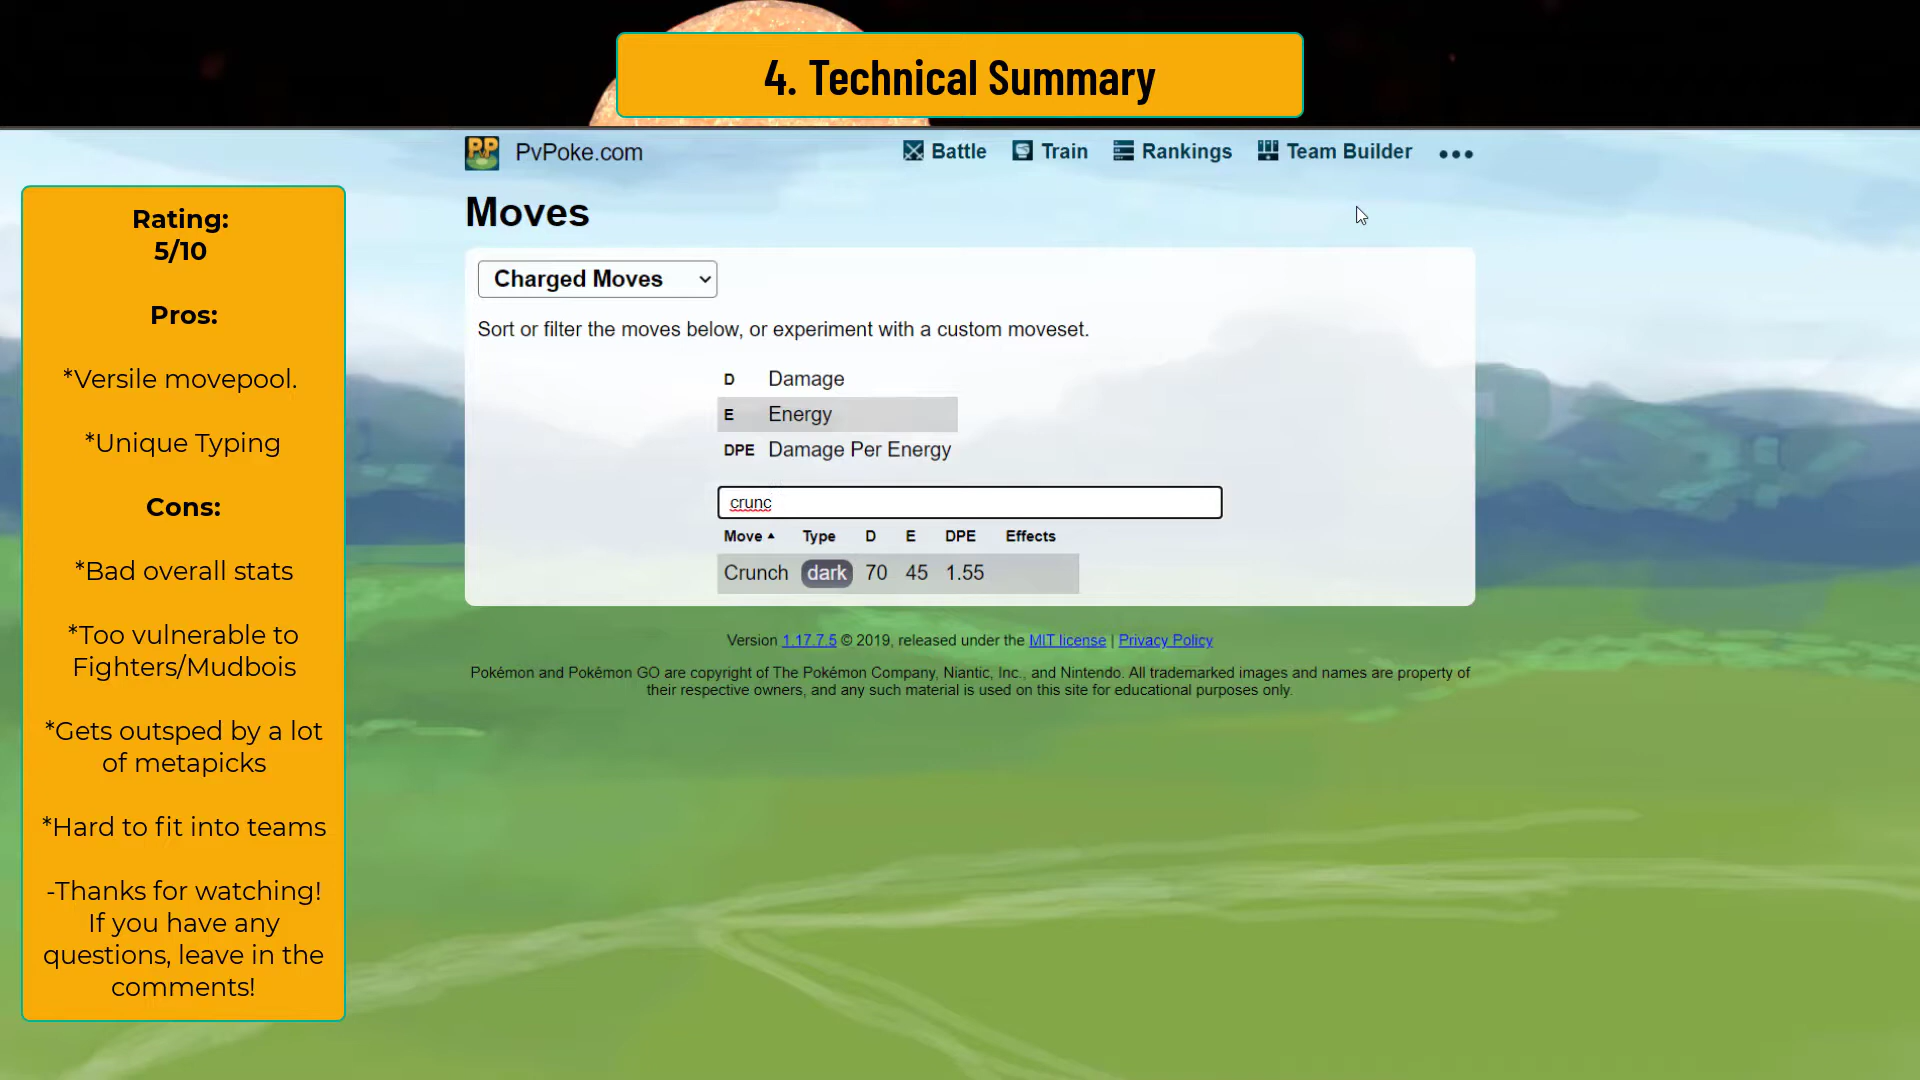 4. Technical Summary
PvPoke.com
Battle
Train
Rankings
Team Builder
Moves
Charged Moves
Sort or filter the moves below, or experiment with a custom moveset.
D Damage
E Energy
DPE Damage Per Energy
crunc
Move Type D E DPE Effects
Crunch dark 70 45 1.55
Version 1.17.7.5 © 2019, released under the MIT license | Privacy Policy
Pokémon and Pokémon GO are copyright of The Pokémon Company, Niantic, Inc., and Nintendo. All trademarked images and names are property of
their respective owners, and any such material is used on this site for educational purposes only.
Rating:
5/10
Pros:
*Versile movepool.
*Unique Typing
Cons:
*Bad overall stats
*Too vulnerable to
Fighters/Mudbois
*Gets outsped by a lot
of metapicks
*Hard to fit into teams
-Thanks for watching!
If you have any
questions, leave in the
comments!